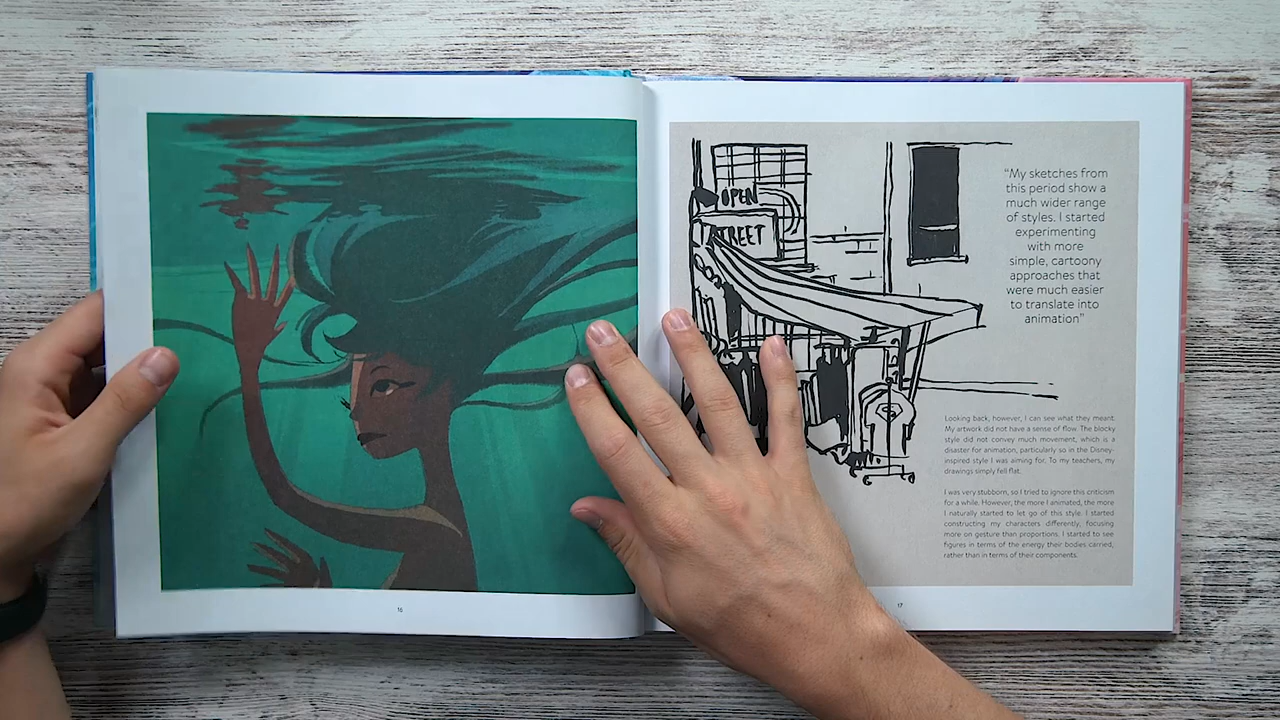 OPEN
STREET
“My sketches from
this period show a
much wider range
of styles. I started
experimenting
with more
simple, cartoony
approaches that
were much easier
to translate into
animation”
Looking back, however, I can see what they meant.
My artwork did not have a sense of flow. The blocky
style did not convey much movement, which is a
disaster for animation, particularly so in the Disney-
inspired style I was aiming for. To my teachers, my
drawings simply fell flat.
I was very stubborn, so I tried to ignore this criticism
for a while. However, the more I animated, the more
I naturally started to let go of this style. I started
constructing my characters differently, focusing
more on gesture than proportions. I started to see
figures in terms of the energy their bodies carried,
rather than in terms of their components.
16
17